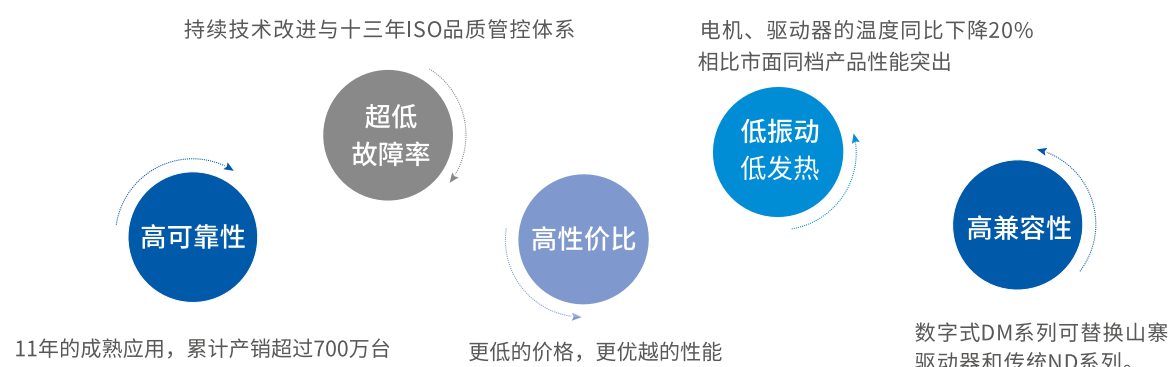 持续技术改进与十三年ISO品质管控体系
电机、驱动器的温度同比下降20%
相比市面同档产品性能突出
超低
故障率
低振动
低发热
高可靠性
高性价比
高兼容性
11年的成熟应用，累计产销超过700万台
更低的价格，更优越的性能
数字式DM系列可替换山寨
驱动器和传统ND系列。